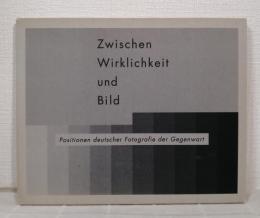 Zwischen
Wirklichkeit
und
Bild
Positionen deutscher Fotografie der Gegenwart